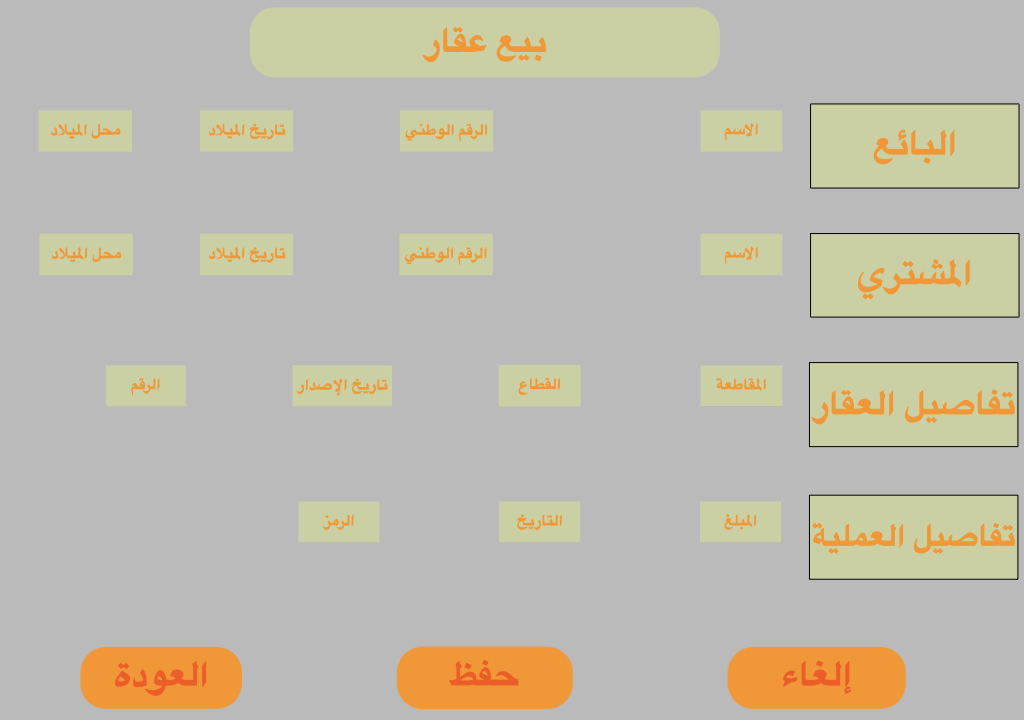 بيع عقار
البائع
الاسم
الرقم الوطني
تاريخ الميلاد
محل الميلاد
المشتري
الاسم
الرقم الوطني
تاريخ الميلاد
محل الميلاد
تفاصيل العقار
المقاطعة
القطاع
تاريخ الإصدار
الرقم
تفاصيل العملية
المبلغ
التاريخ
الرمز
إلغاء
حفظ
العودة